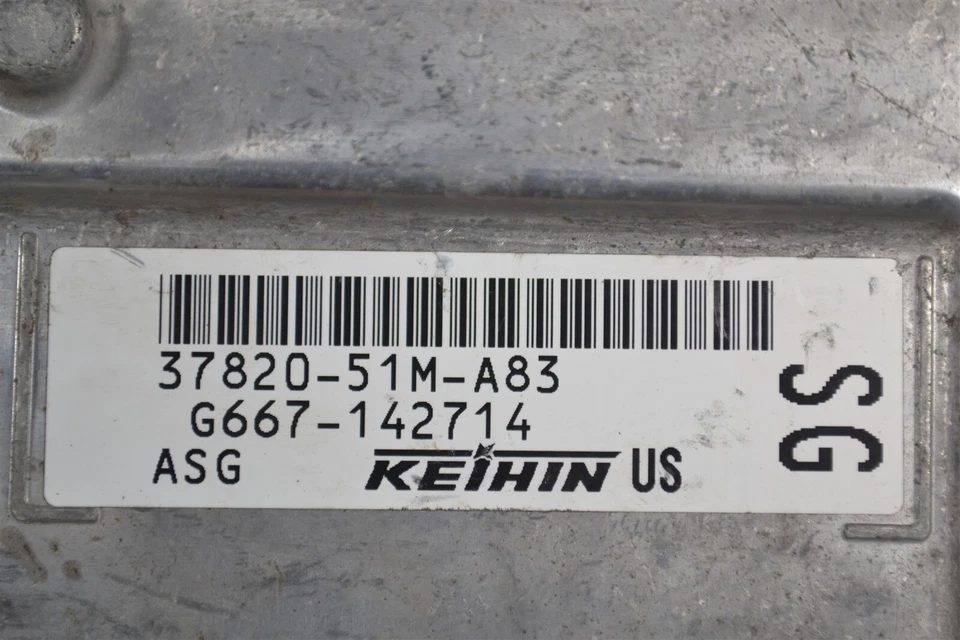 37820-51M-A83
G667-142714
ASG KEIHIN US
SG